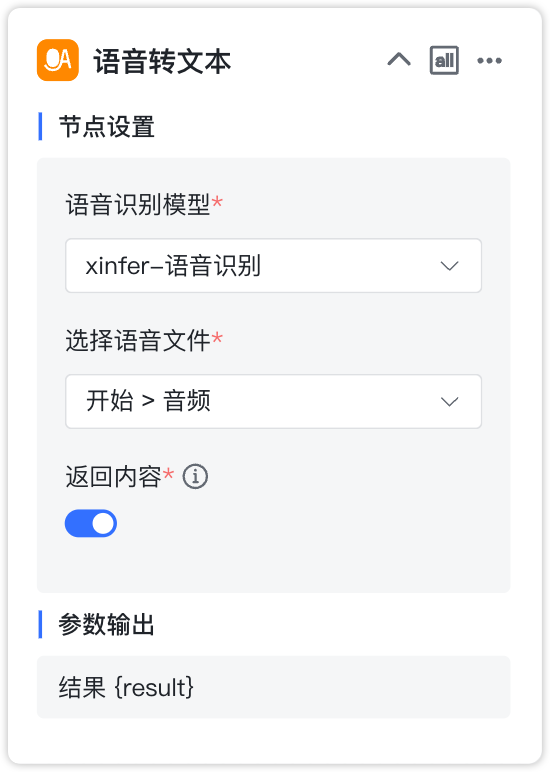 语音转文本
all
节点设置
语音识别模型*
xinfer-语音识别
选择语音文件*
开始 > 音频
返回内容*
参数输出
结果 {result}